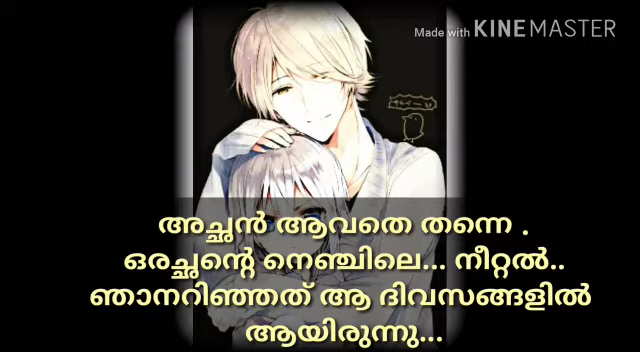 Made with KINEMASTER
അച്ഛൻ ആവതെ തന്നെ .
ഒരച്ഛന്റെ നെഞ്ചിലെ... നീറ്റൽ..
ഞാനറിഞ്ഞത് ആ ദിവസങ്ങളിൽ
ആയിരുന്നു...